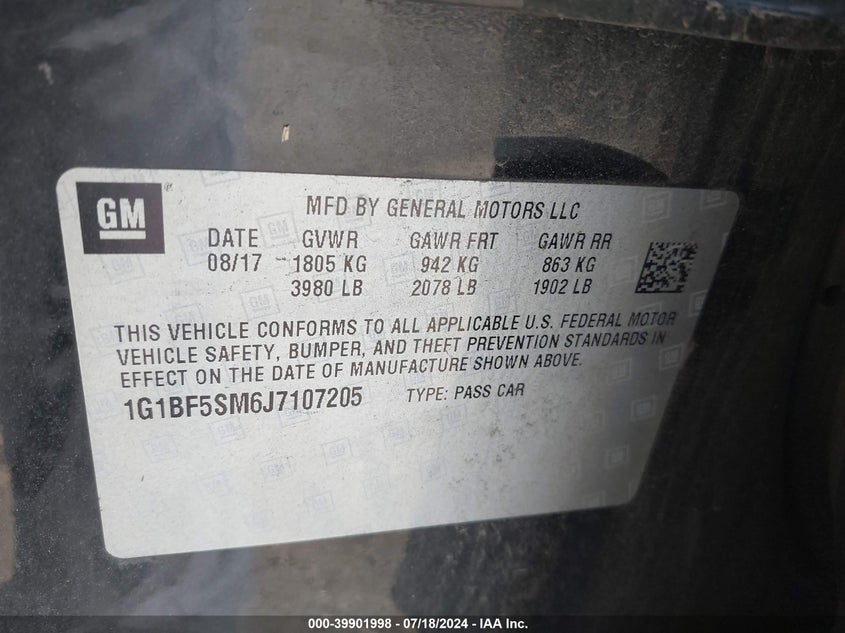 GM
MFD BY GENERAL MOTORS LLC
DATE GVWR GAWR FRT GAWR RR
08/17 1805 KG 942 KG 863 KG
3980 LB 2078 LB 1902 LB
THIS VEHICLE CONFORMS TO ALL APPLICABLE U.S. FEDERAL MOTOR
VEHICLE SAFETY, BUMPER, AND THEFT PREVENTION STANDARDS IN
EFFECT ON THE DATE OF MANUFACTURE SHOWN ABOVE.
1G1BF5SM6J7107205 TYPE: PASS CAR
000-39901998 - 07/18/2024 - IAA Inc.